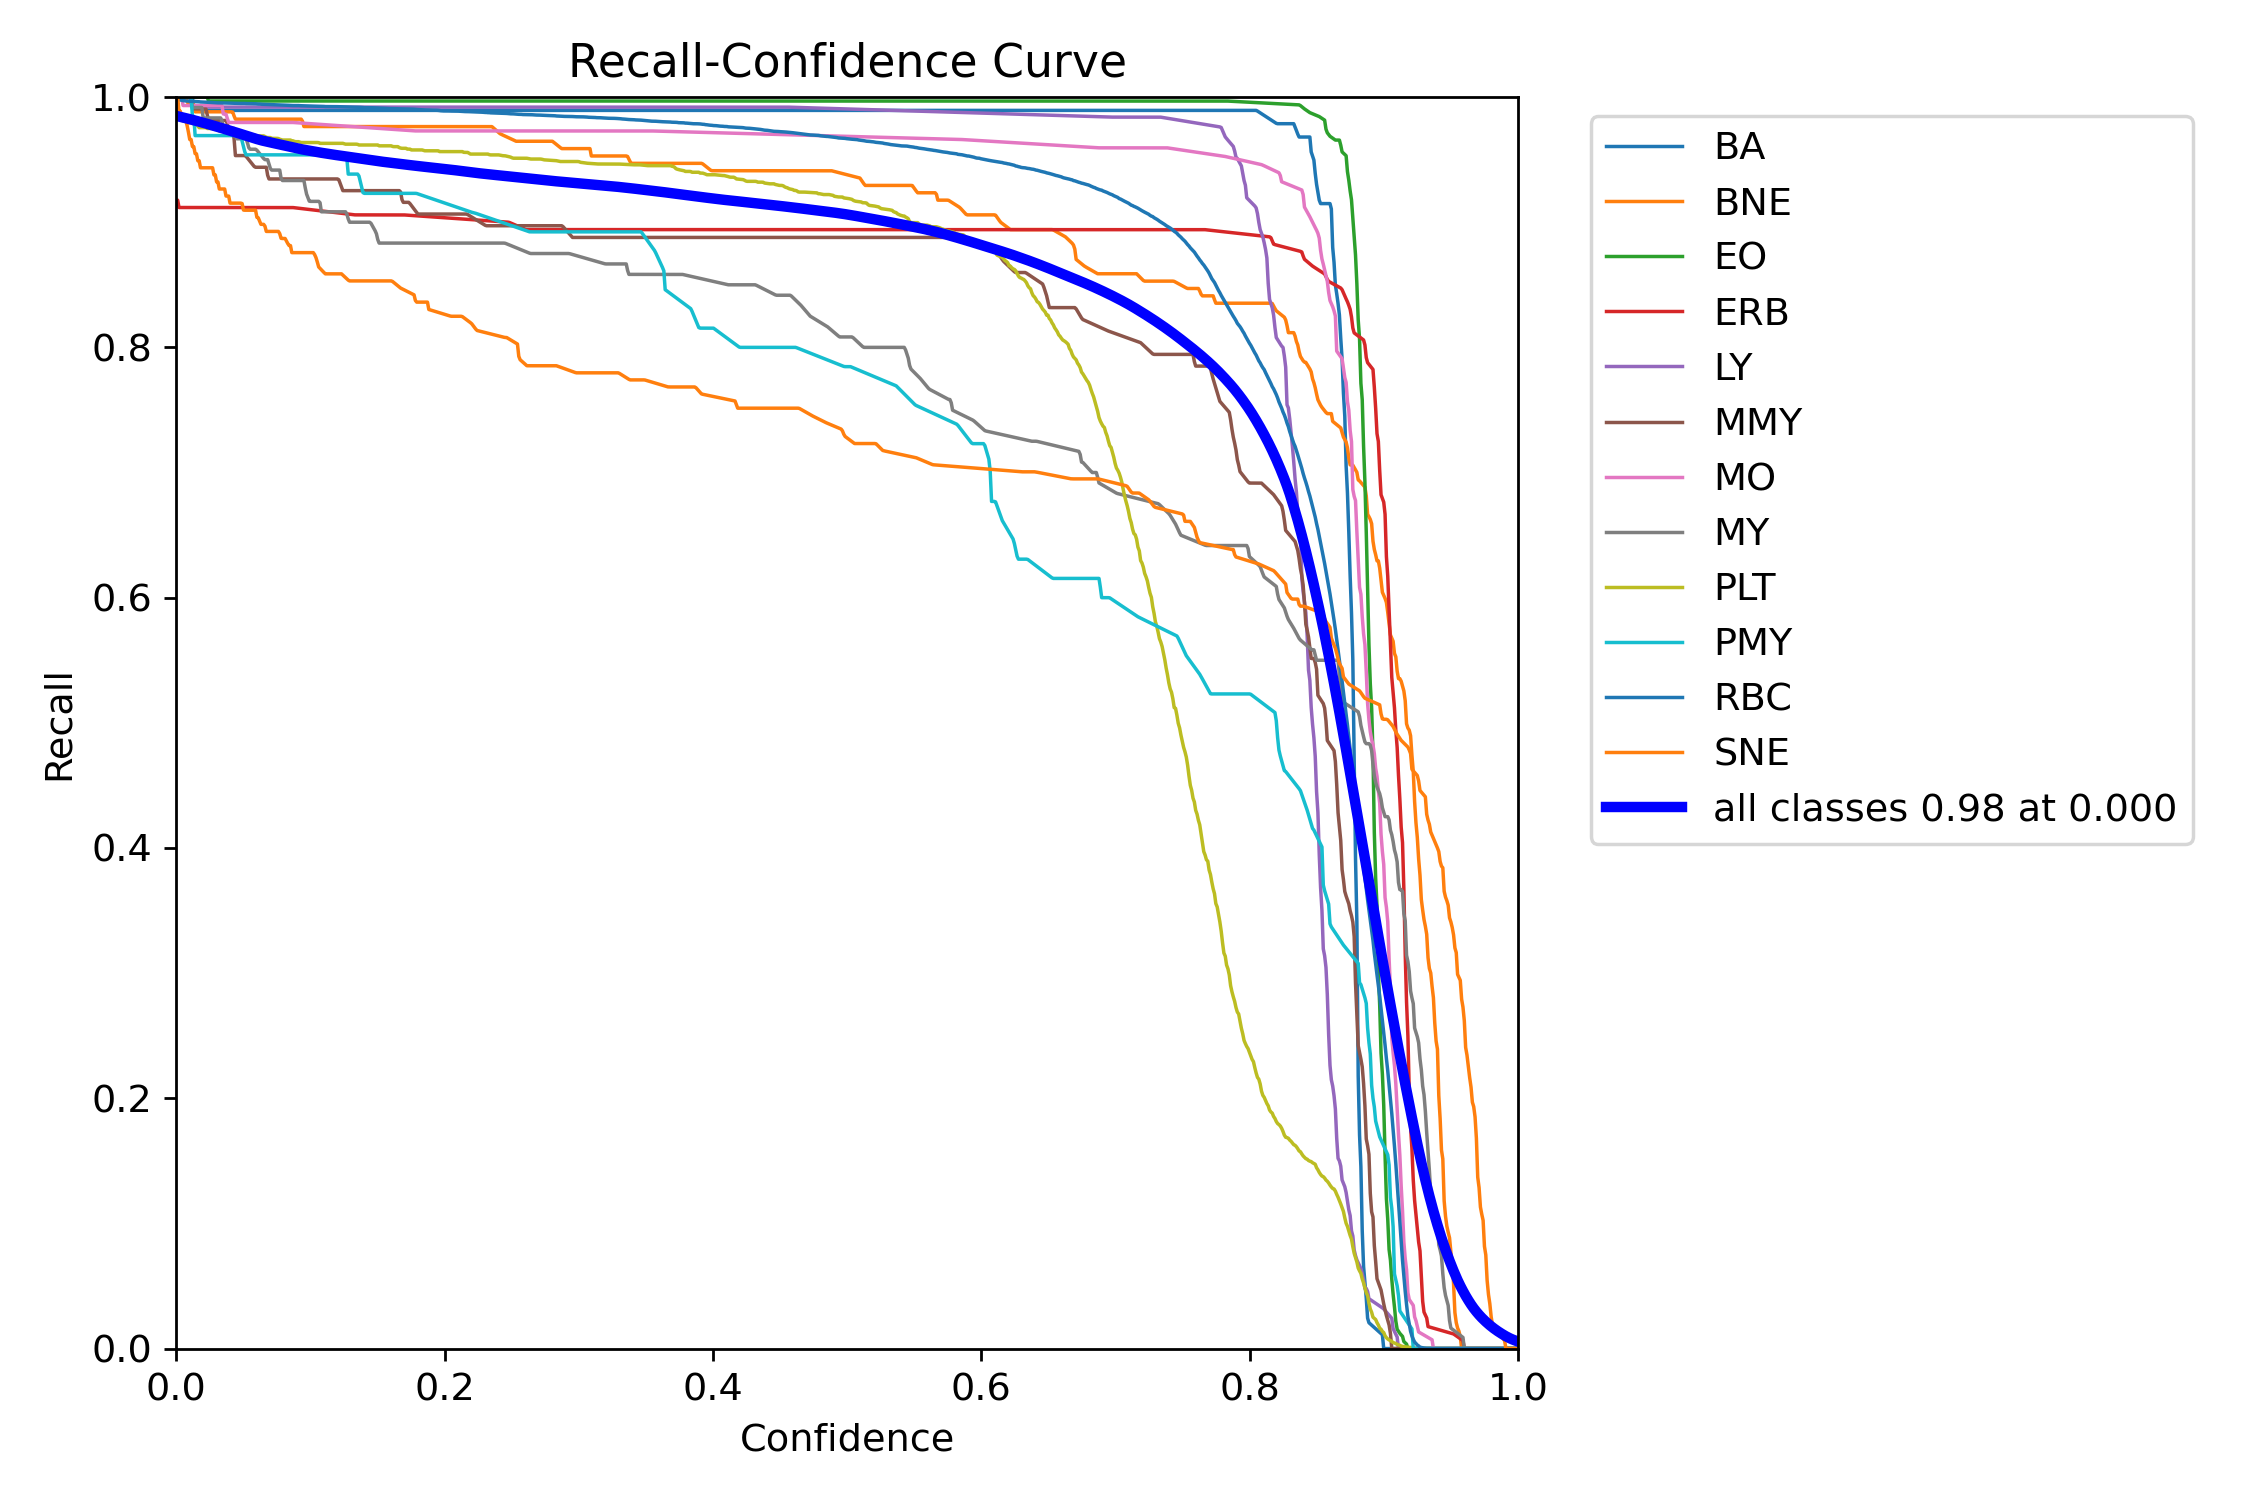 Recall-Confidence Curve
1.0
0.8
0.6
0.4
0.2
0.0
Recall
0.0 0.2 0.4 0.6 0.8 1.0
Confidence
BA
BNE
EO
ERB
LY
MMY
MO
MY
PLT
PMY
RBC
SNE
all classes 0.98 at 0.000